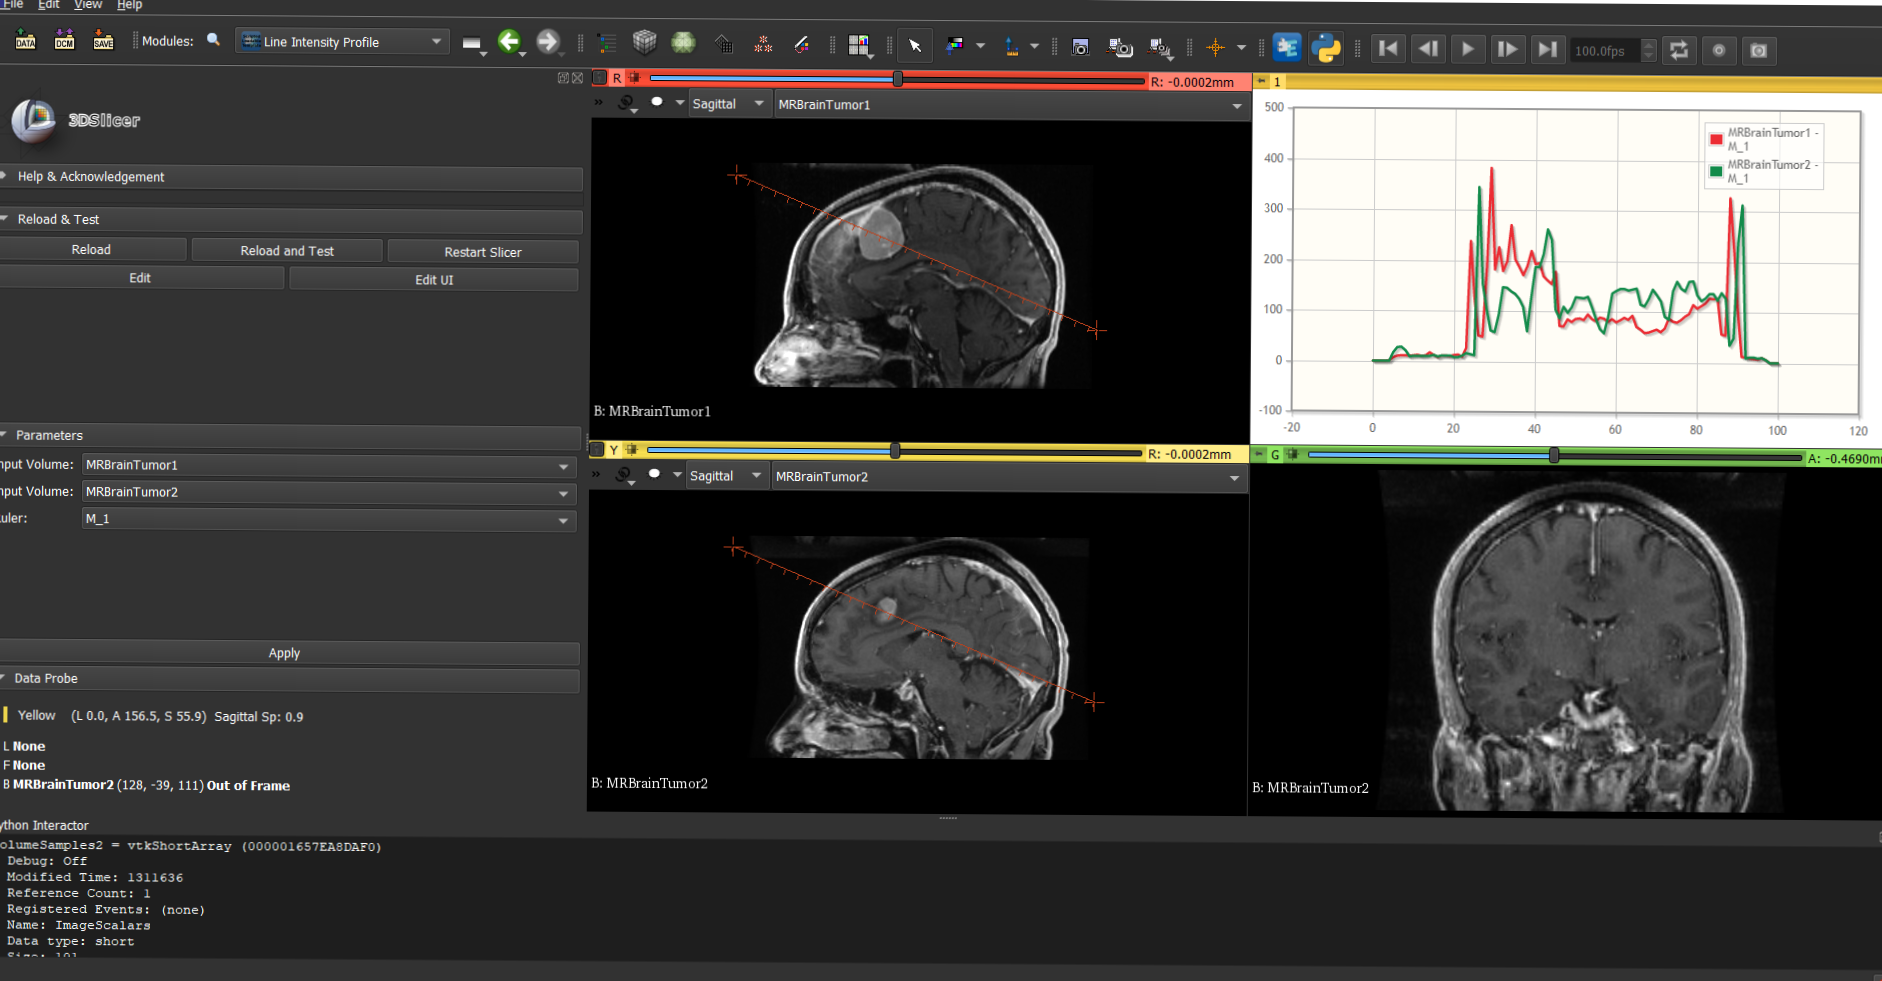 File Edit View Help
DATA DCM SAVE Modules: Line Intensity Profile 100.0fps
3DSlicer
Help & Acknowledgement
Reload & Test
Reload Reload and Test Restart Slicer
Edit Edit UI
Parameters
nput Volume: MRBrainTumor1
nput Volume: MRBrainTumor2
uler: M_1
Apply
Data Probe
Yellow (L 0.0, A 156.5, S 55.9) Sagittal Sp: 0.9
L None
F None
B MRBrainTumor2 (128, -39, 111) Out of Frame
ython Interactor
olumeSamples2 = vtkShortArray (000001657EA8DAF0)
Debug: Off
Modified Time: 1311636
Reference Count: 1
Registered Events: (none)
Name: ImageScalars
Data type: short
Size: 101
R R: -0.0002mm
Sagittal MRBrainTumor1
B: MRBrainTumor1
1
500
400
300
200
100
0
-100
-20 0 20 40 60 80 100 120
MRBrainTumor1 -
M_1
MRBrainTumor2 -
M_1
Y R: -0.0002mm
Sagittal MRBrainTumor2
B: MRBrainTumor2
G A: -0.4690mm
B: MRBrainTumor2